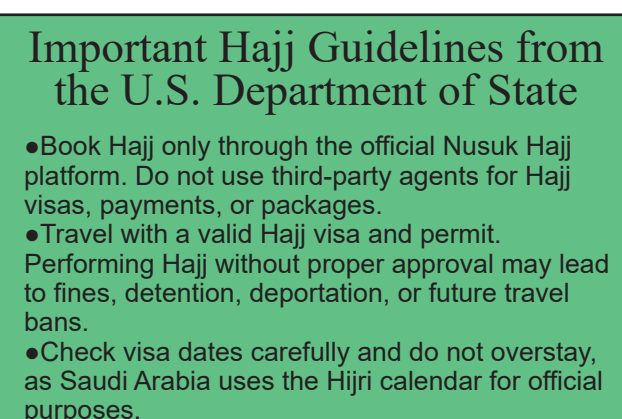 Important Hajj Guidelines from
the U.S. Department of State
●Book Hajj only through the official Nusuk Hajj
platform. Do not use third-party agents for Hajj
visas, payments, or packages.
●Travel with a valid Hajj visa and permit.
Performing Hajj without proper approval may lead
to fines, detention, deportation, or future travel
bans.
●Check visa dates carefully and do not overstay,
as Saudi Arabia uses the Hijri calendar for official
purposes.